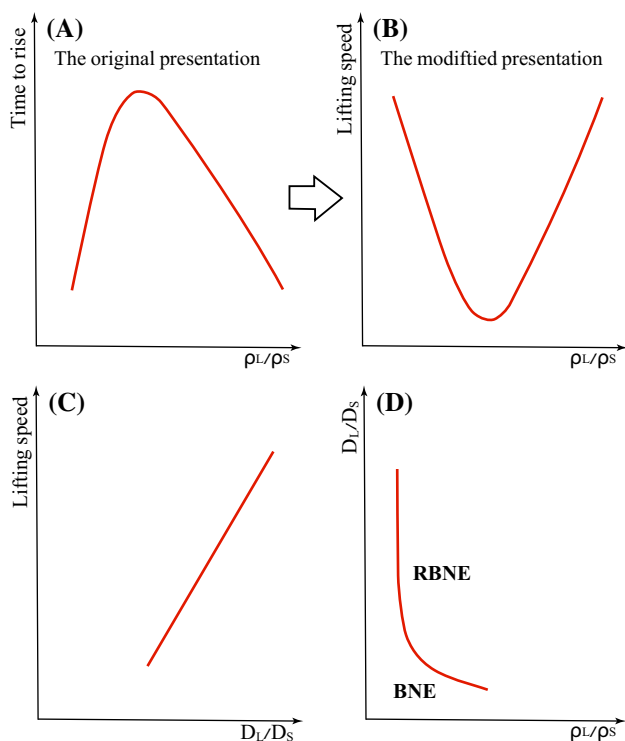 (A)
The original presentation
Time to rise
ρL/ρS
(B)
The modiftied presentation
Lifting speed
ρL/ρS
(C)
Lifting speed
DL/DS
(D)
DL/DS
RBNE
BNE
ρL/ρS